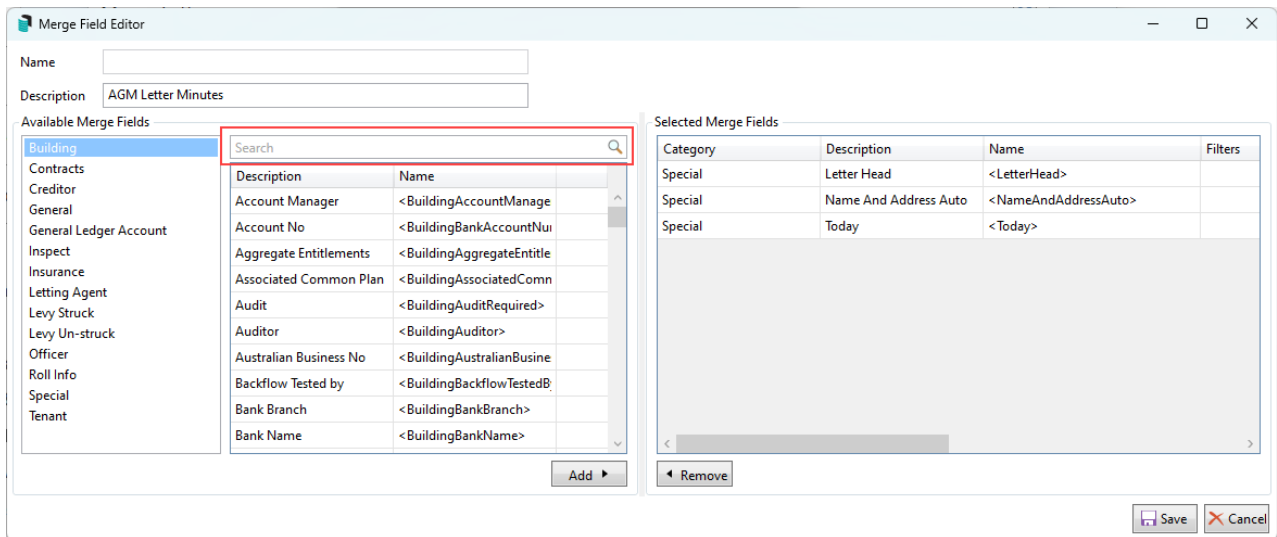 Merge Field Editor
Name
Description AGM Letter Minutes
Available Merge Fields
Building
Contracts
Creditor
General
General Ledger Account
Inspect
Insurance
Letting Agent
Levy Struck
Levy Un-struck
Officer
Roll Info
Special
Tenant
Search
Description Name
Account Manager <BuildingAccountManage
Account No <BuildingBankAccountNu
Aggregate Entitlements <BuildingAggregateEntitle
Associated Common Plan <BuildingAssociatedComn
Audit <BuildingAuditRequired>
Auditor <BuildingAuditor>
Australian Business No <BuildingAustralianBusine
Backflow Tested by <BuildingBackflowTestedB
Bank Branch <BuildingBankBranch>
Bank Name <BuildingBankName>
Add
Selected Merge Fields
Category Description Name Filters
Special Letter Head <LetterHead>
Special Name And Address Auto <NameAndAddressAuto>
Special Today <Today>
Remove
Save Cancel